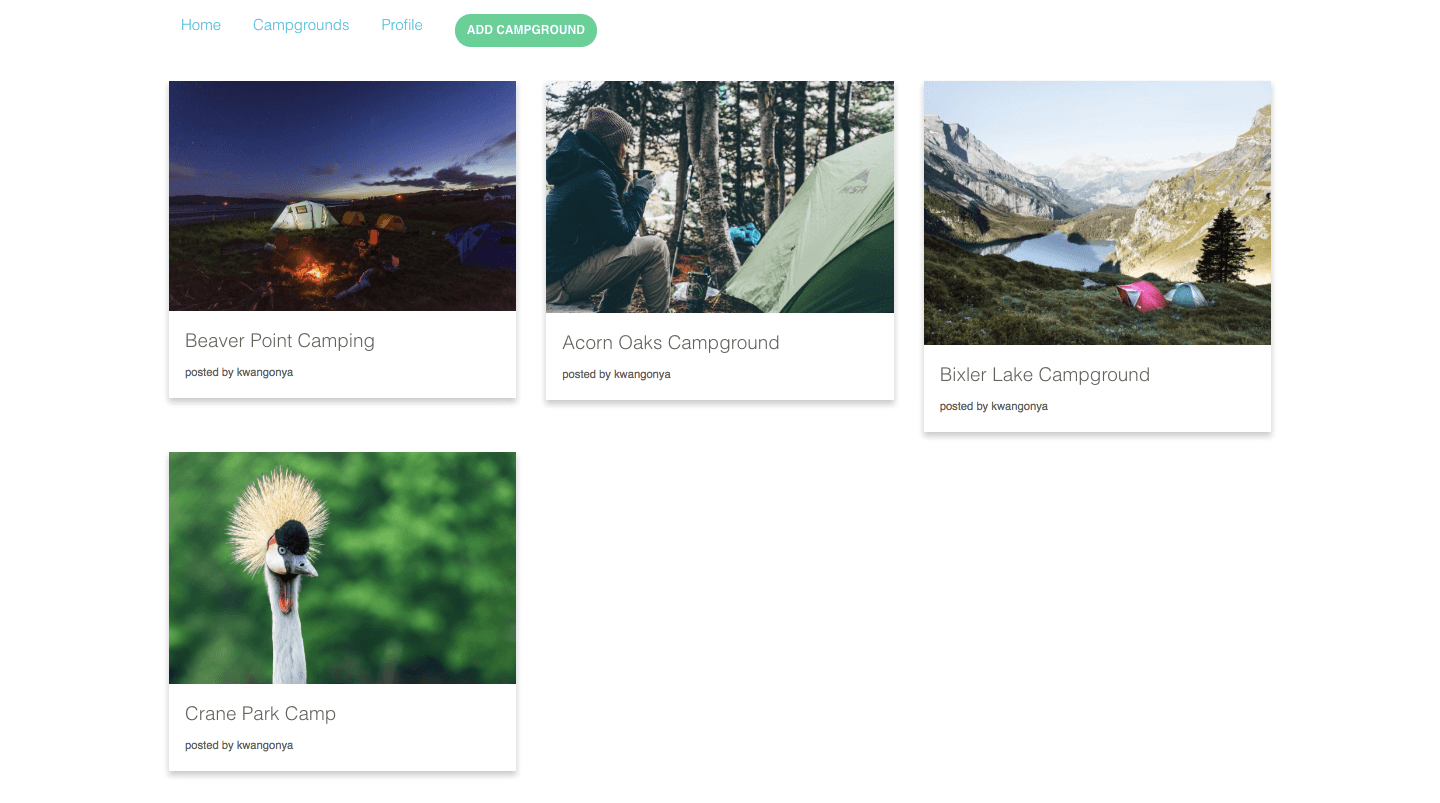 Home
Campgrounds
Profile
ADD CAMPGROUND
MSR
Beaver Point Camping
posted by kwangonya
Acorn Oaks Campground
posted by kwangonya
Bixler Lake Campground
posted by kwangonya
Crane Park Camp
posted by kwangonya